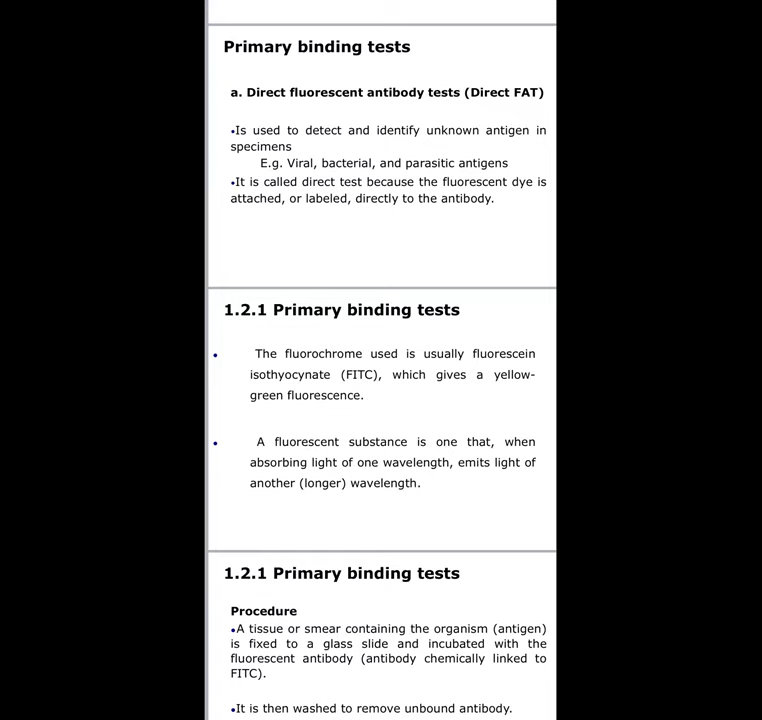 Primary binding tests
a. Direct fluorescent antibody tests (Direct FAT)
•Is used to detect and identify unknown antigen in
specimens
E.g. Viral, bacterial, and parasitic antigens
•It is called direct test because the fluorescent dye is
attached, or labeled, directly to the antibody.
1.2.1 Primary binding tests
• The fluorochrome used is usually fluorescein
isothyocynate (FITC), which gives a yellow-
green fluorescence.
• A fluorescent substance is one that, when
absorbing light of one wavelength, emits light of
another (longer) wavelength.
1.2.1 Primary binding tests
Procedure
•A tissue or smear containing the organism (antigen)
is fixed to a glass slide and incubated with the
fluorescent antibody (antibody chemically linked to
FITC).
•It is then washed to remove unbound antibody.